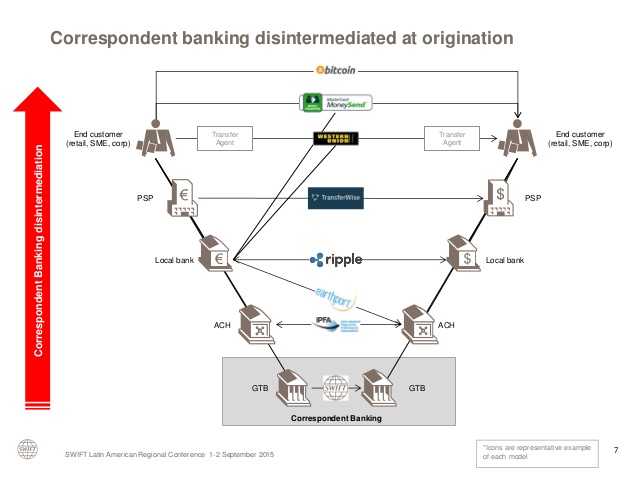 Correspondent banking disintermediated at origination
bitcoin
MasterCard
MoneySend
End customer
(retail, SME, corp)
Transfer
Agent
WESTERN
UNION
Transfer
Agent
End customer
(retail, SME, corp)
Correspondent Banking disintermediation
PSP
€
TransferWise
$
PSP
Local bank
€
ripple
$
Local bank
earthport
ACH
IPFA
ACH
GTB
SWIFT
GTB
Correspondent Banking
SWIFT
SWIFT Latin American Regional Conference 1-2 September 2015
*Icons are representative example
of each model
7